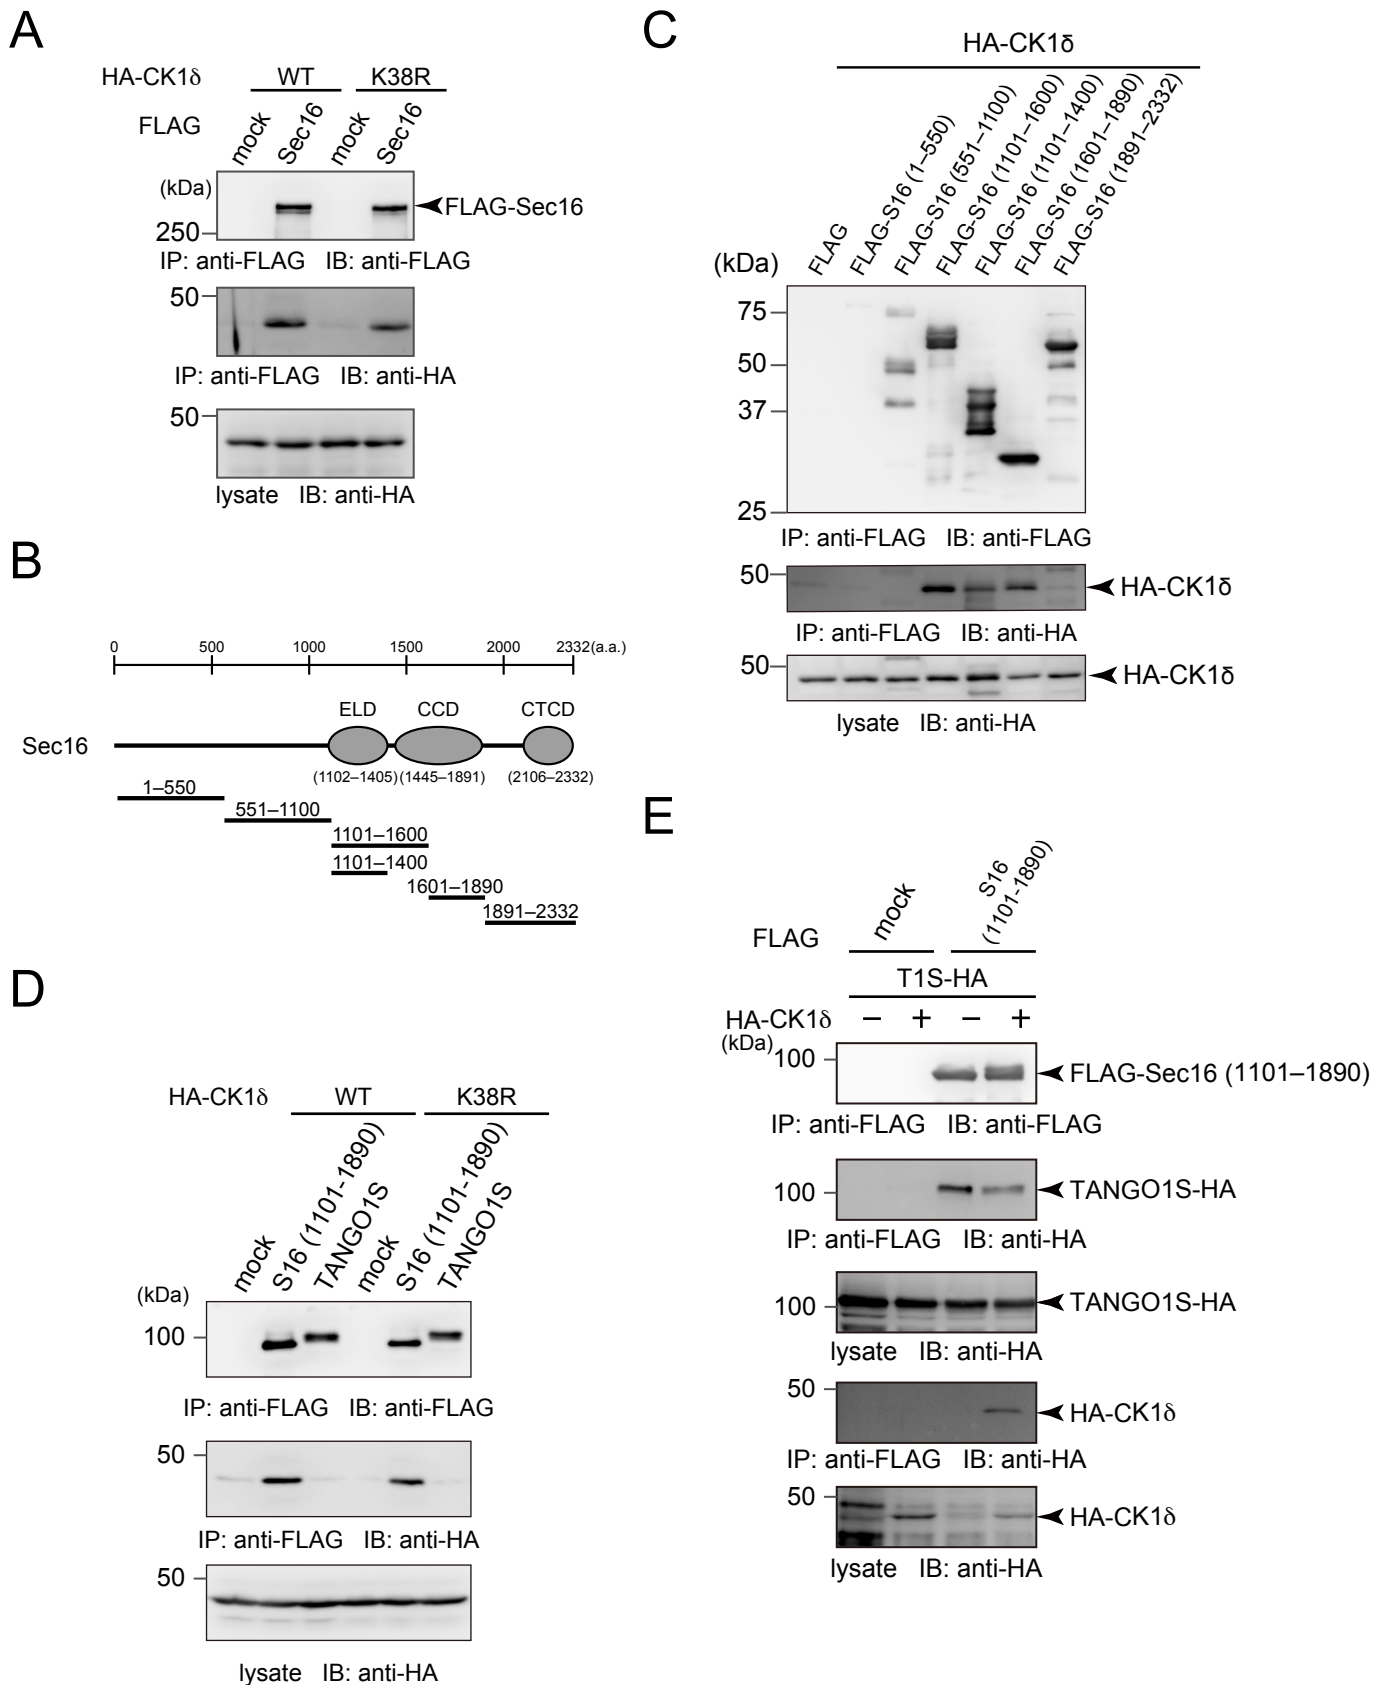 A
HA-CK1δ WT K38R
FLAG mock Sec16 mock Sec16
(kDa)
FLAG-Sec16
250
IP: anti-FLAG IB: anti-FLAG
50
IP: anti-FLAG IB: anti-HA
50
lysate IB: anti-HA
B
0 500 1000 1500 2000 2332(a.a.)
ELD CCD CTCD
Sec16
(1102–1405) (1445–1891) (2106–2332)
1–550
551–1100
1101–1600
1101–1400
1601–1890
1891–2332
C
HA-CK1δ
FLAG
FLAG-S16 (1–550)
FLAG-S16 (551–1100)
FLAG-S16 (1101–1600)
FLAG-S16 (1101–1400)
FLAG-S16 (1601–1890)
FLAG-S16 (1891–2332)
(kDa)
75
50
37
25
IP: anti-FLAG IB: anti-FLAG
50 HA-CK1δ
IP: anti-FLAG IB: anti-HA
50 HA-CK1δ
lysate IB: anti-HA
D
HA-CK1δ WT K38R
mock
S16 (1101-1890)
TANGO1S
mock
S16 (1101-1890)
TANGO1S
(kDa)
100
IP: anti-FLAG IB: anti-FLAG
50
IP: anti-FLAG IB: anti-HA
50
lysate IB: anti-HA
E
FLAG mock
S16
(1101-1890)
T1S-HA
HA-CK1δ – + – +
(kDa)
100 FLAG-Sec16 (1101–1890)
IP: anti-FLAG IB: anti-FLAG
100 TANGO1S-HA
IP: anti-FLAG IB: anti-HA
100 TANGO1S-HA
lysate IB: anti-HA
50 HA-CK1δ
IP: anti-FLAG IB: anti-HA
50 HA-CK1δ
lysate IB: anti-HA